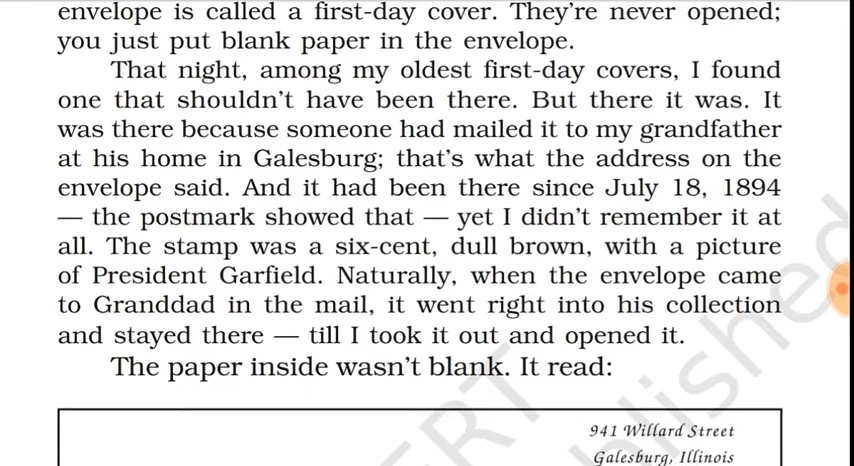 envelope is called a first-day cover. They're never opened;
you just put blank paper in the envelope.
That night, among my oldest first-day covers, I found
one that shouldn't have been there. But there it was. It
was there because someone had mailed it to my grandfather
at his home in Galesburg; that's what the address on the
envelope said. And it had been there since July 18, 1894
— the postmark showed that — yet I didn't remember it at
all. The stamp was a six-cent, dull brown, with a picture
of President Garfield. Naturally, when the envelope came
to Granddad in the mail, it went right into his collection
and stayed there — till I took it out and opened it.
The paper inside wasn't blank. It read:
941 Willard Street
Galesburg, Illinois